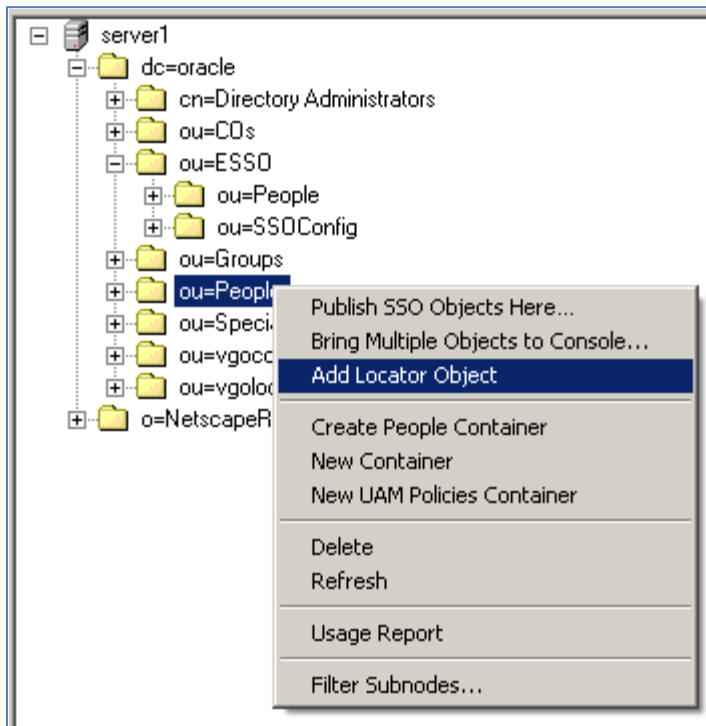 server1
dc=oracle
cn=Directory Administrators
ou=COs
ou=ESSO
ou=People
ou=SSOConfig
ou=Groups
ou=People
Publish SSO Objects Here...
Bring Multiple Objects to Console...
Add Locator Object
Create People Container
New Container
New UAM Policies Container
Delete
Refresh
Usage Report
Filter Subnodes...